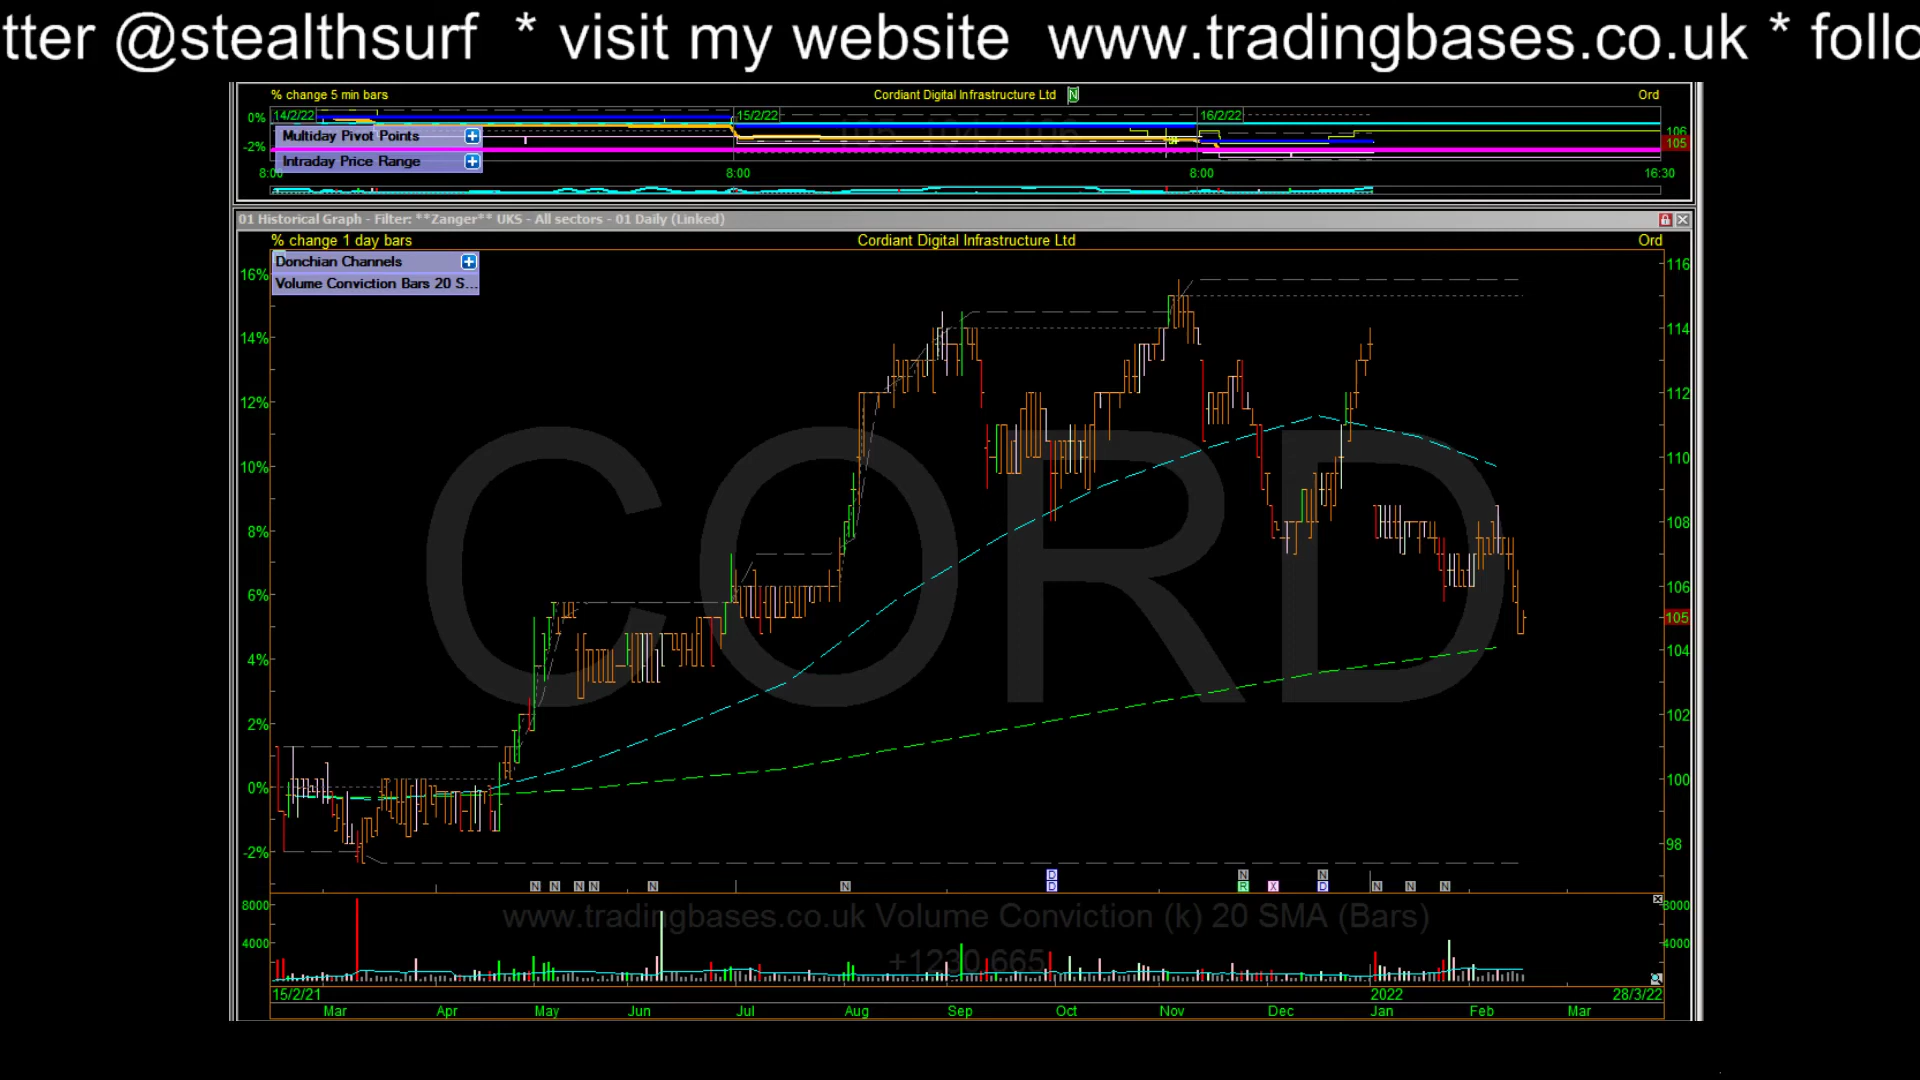 tter @stealthsurf * visit my website www.tradingbases.co.uk * follo
% change 5 min bars Cordiant Digital Infrastructure Ltd N Ord
0% 14/2/22 15/2/22 16/2/22
Multiday Pivot Points
106
-2% 105
Intraday Price Range
8:00 8:00 8:00 16:30
01 Historical Graph - Filter: **Zanger** UKS - All sectors - 01 Daily (Linked)
% change 1 day bars Cordiant Digital Infrastructure Ltd Ord
Donchian Channels
16% 116
Volume Conviction Bars 20 S...
14% 114
12% 112
10% 110
CORD
8% 108
6% 106
105
4% 104
2% 102
0% 100
-2% 98
D N N
N N N N N N D R X D N N N
8000 www.tradingbases.co.uk Volume Conviction (k) 20 SMA (Bars) 8000
4000 4000
+1230.665
15/2/21 2022 28/3/22
Mar Apr May Jun Jul Aug Sep Oct Nov Dec Jan Feb Mar